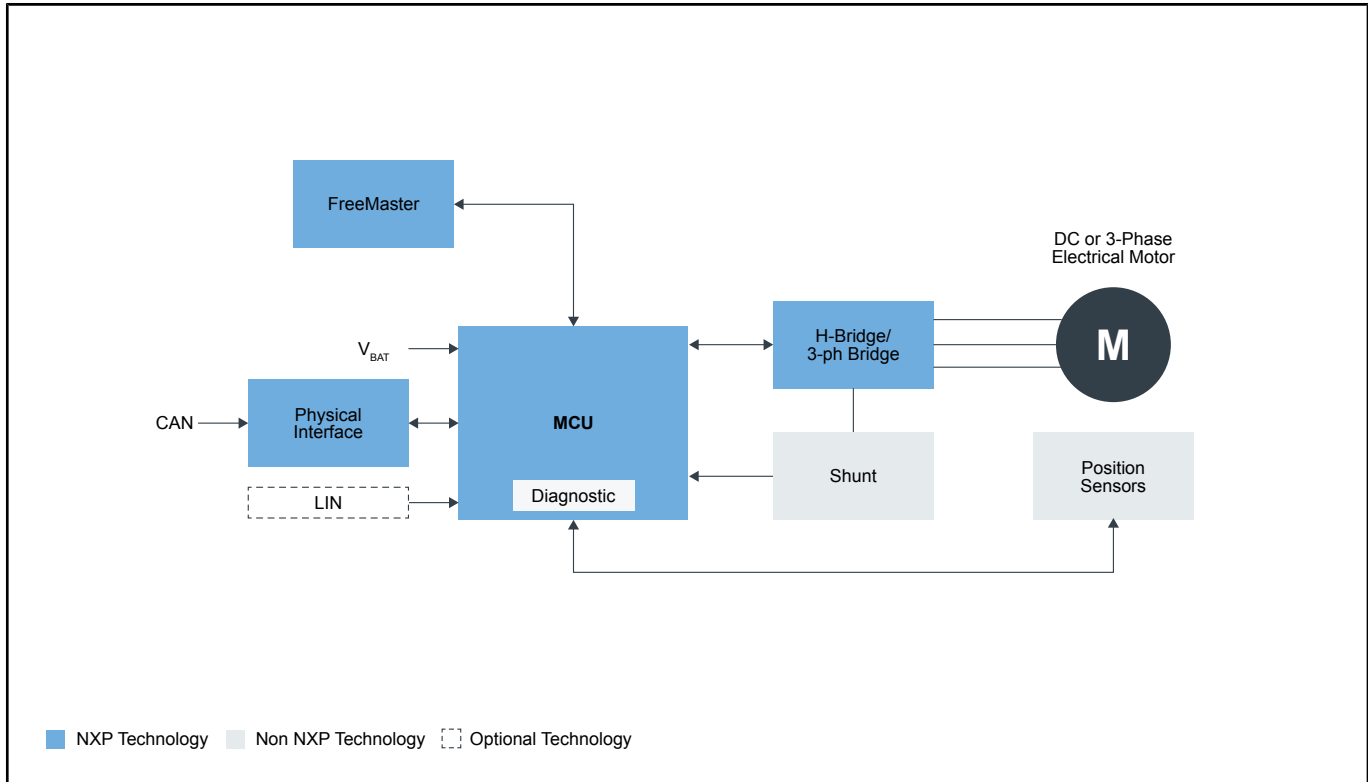 FreeMaster
DC or 3-Phase
Electrical Motor
M
H-Bridge/
3-ph Bridge
VBAT
CAN
Physical
Interface
MCU
LIN
Diagnostic
Shunt
Position
Sensors
NXP Technology
Non NXP Technology
Optional Technology